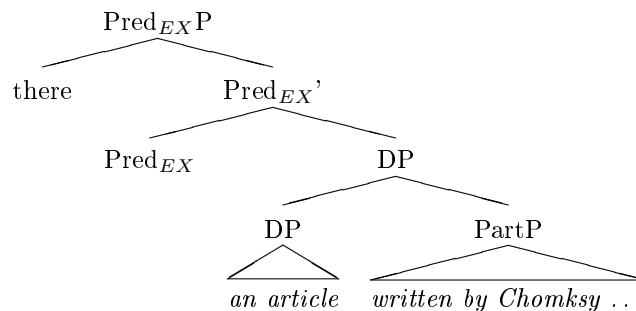 Pred_EX P
there Pred_EX'
Pred_EX DP
DP PartP
an article written by Chomksy ..